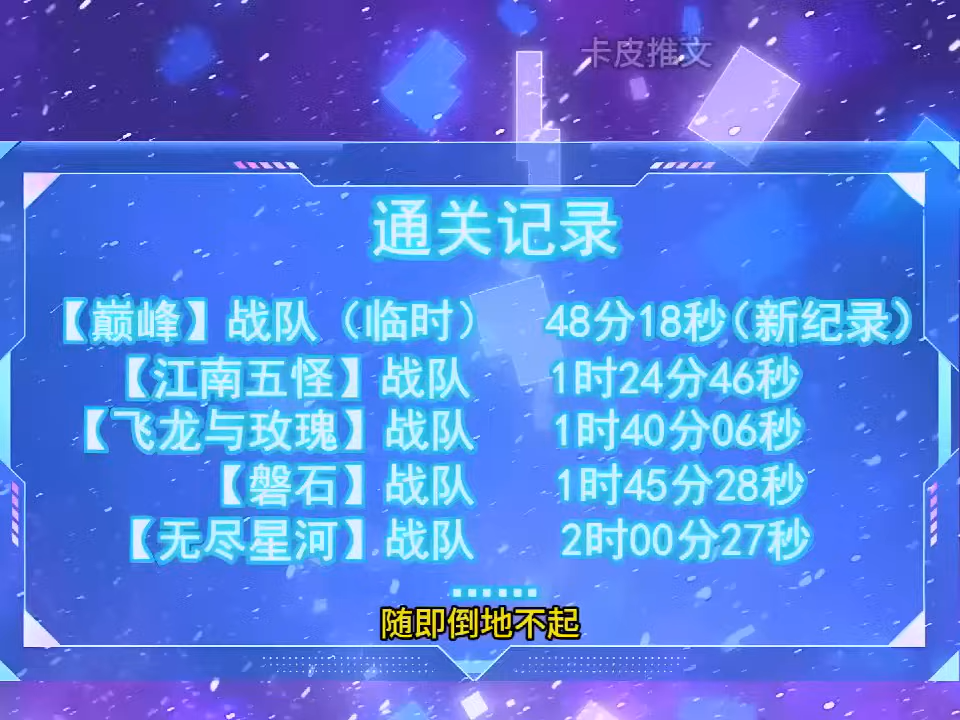 卡皮推文
通关记录
【巅峰】战队（临时） 48分18秒（新纪录）
【江南五怪】战队 1时24分46秒
【飞龙与玫瑰】战队 1时40分06秒
【磐石】战队 1时45分28秒
【无尽星河】战队 2时00分27秒
……
随即倒地不起